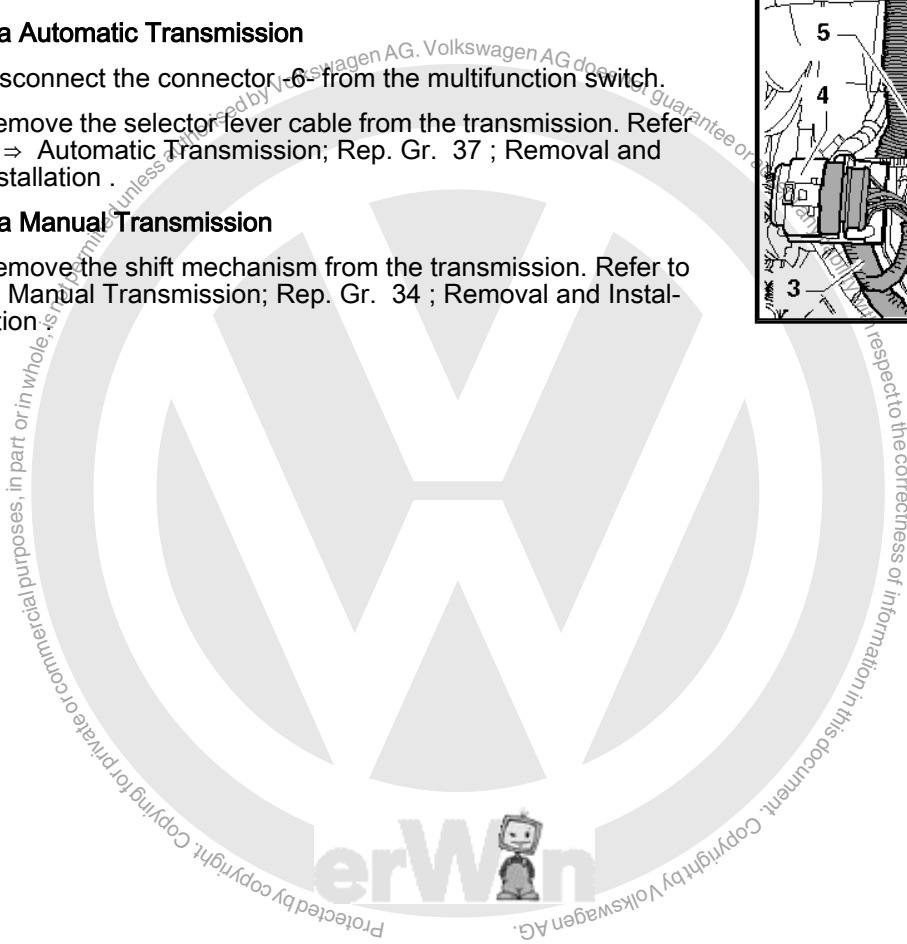 a Automatic Transmission
sconnect the connector -6- from the multifunction switch.
emove the selector lever cable from the transmission. Refer
⇒ Automatic Transmission; Rep. Gr. 37 ; Removal and
stallation .
a Manual Transmission
emove the shift mechanism from the transmission. Refer to
Manual Transmission; Rep. Gr. 34 ; Removal and Instal-
tion .
5
4
3
Protected by copyright. Copying for private or commercial purposes, in part or in whole, is not permitted unless authorised by Volkswagen AG. Volkswagen AG does not guarantee or a any liability with respect to the correctness of information in this document. Copyright by Volkswagen AG.
erWin